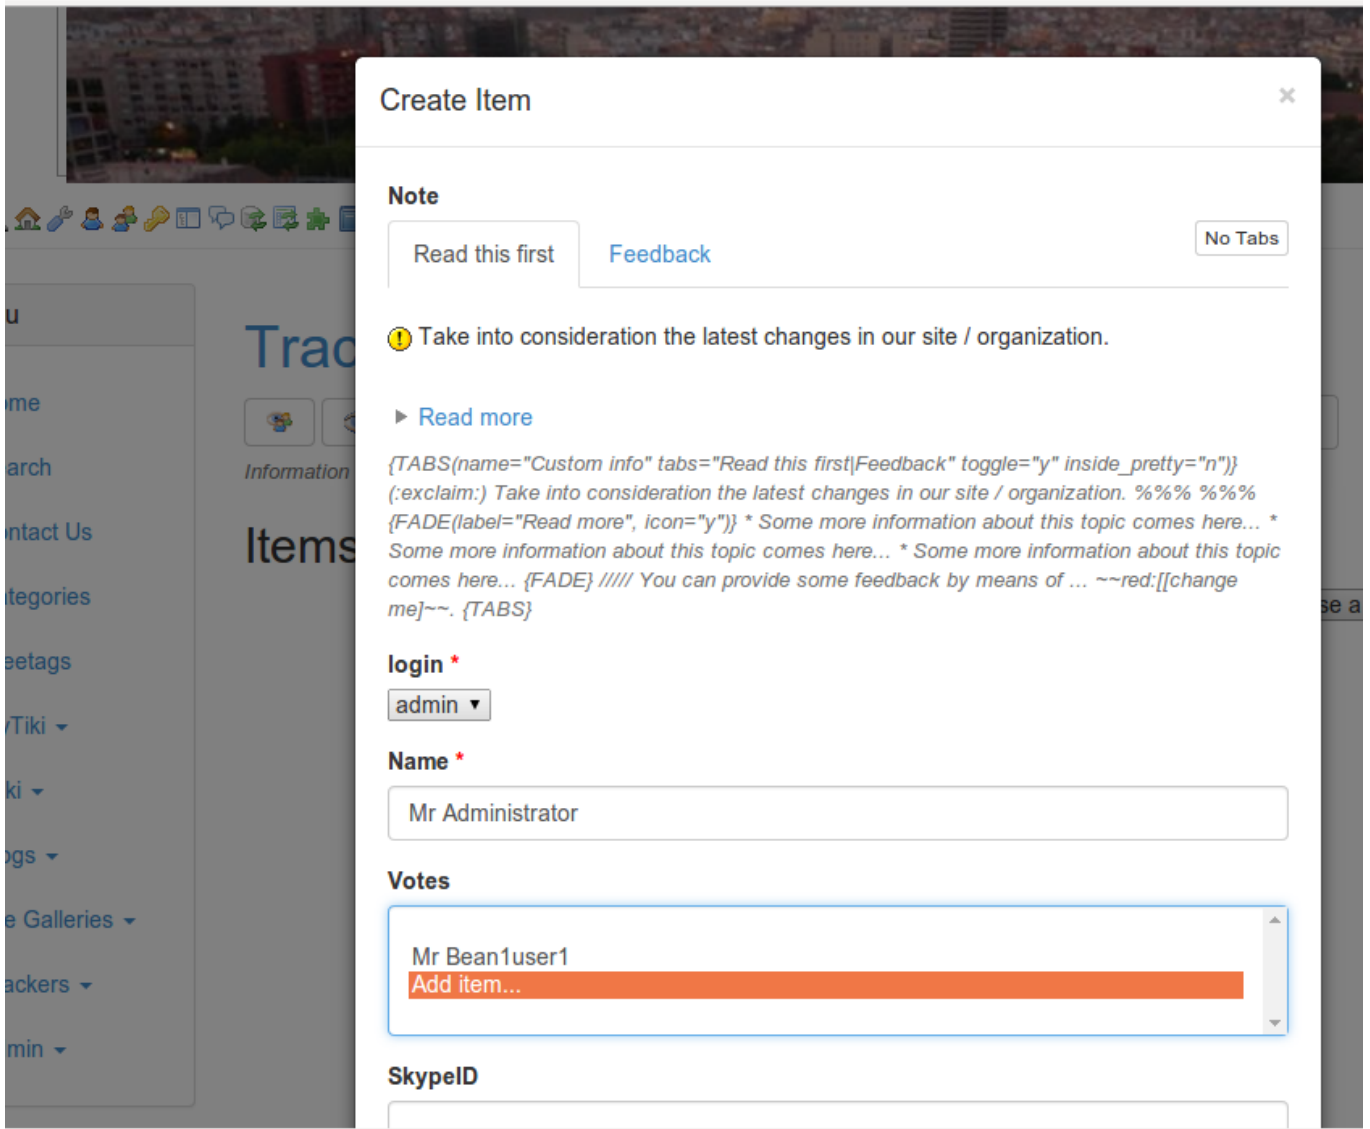 Create Item
×
Note
Read this first
Feedback
No Tabs
Take into consideration the latest changes in our site / organization.
Read more
{TABS(name="Custom info" tabs="Read this first|Feedback" toggle="y" inside_pretty="n")}
(:exclaim:) Take into consideration the latest changes in our site / organization. %%% %%%
{FADE(label="Read more", icon="y")} * Some more information about this topic comes here... *
Some more information about this topic comes here... * Some more information about this topic
comes here... {FADE} ///// You can provide some feedback by means of ... ~~red:[[change
me]~~. {TABS}
login *
admin
Name *
Mr Administrator
Votes
Mr Bean1user1
Add item...
SkypeID
u
ome
arch
ontact Us
ategories
eetags
yTiki
ki
ogs
e Galleries
ackers
min
Trac
Information
Items
se a